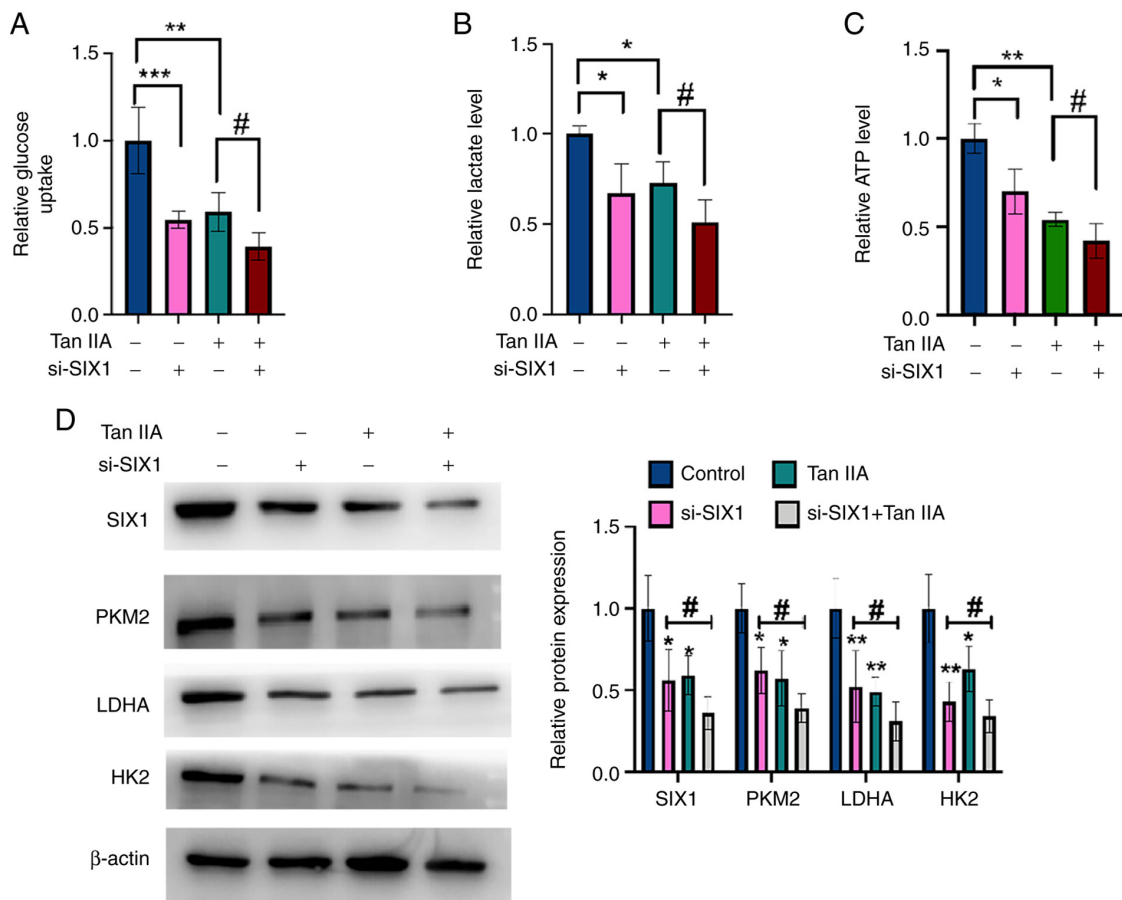 A
Relative glucose
uptake
1.5
1.0
0.5
0.0
**
***
#
Tan IIA – – + +
si-SIX1 – + – +
B
Relative lactate level
1.5
1.0
0.5
0.0
*
*
#
Tan IIA – – + +
si-SIX1 – + – +
C
Relative ATP level
1.5
1.0
0.5
0.0
**
*
#
Tan IIA – – + +
si-SIX1 – + – +
D
Tan IIA – – + +
si-SIX1 – + – +
SIX1
PKM2
LDHA
HK2
β-actin
Control
Tan IIA
si-SIX1
si-SIX1+Tan IIA
Relative protein expression
1.5
1.0
0.5
0.0
# # # #
* * * * ** ** ** *
SIX1 PKM2 LDHA HK2